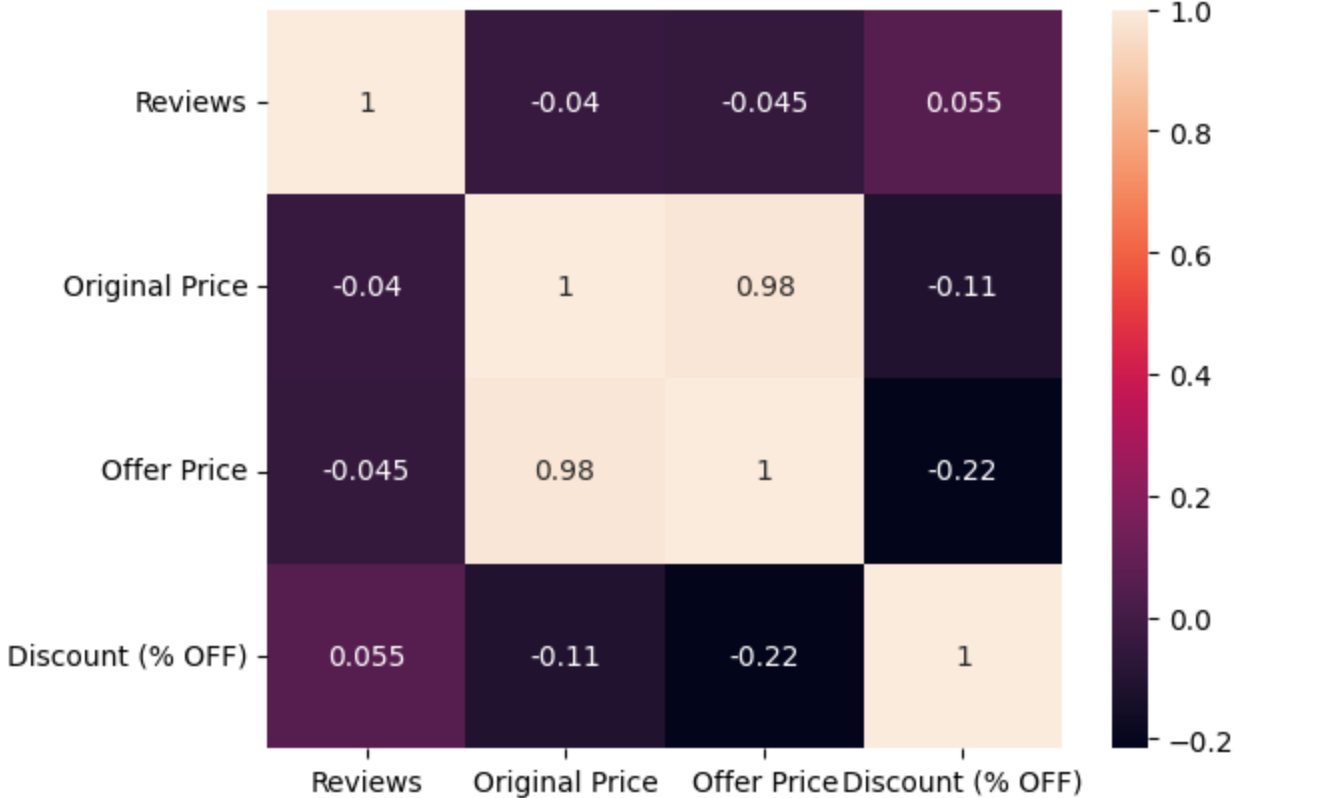 Reviews 1 -0.04 -0.045 0.055
Original Price -0.04 1 0.98 -0.11
Offer Price -0.045 0.98 1 -0.22
Discount (% OFF) 0.055 -0.11 -0.22 1
Reviews Original Price Offer Price Discount (% OFF)
1.0
0.8
0.6
0.4
0.2
0.0
−0.2